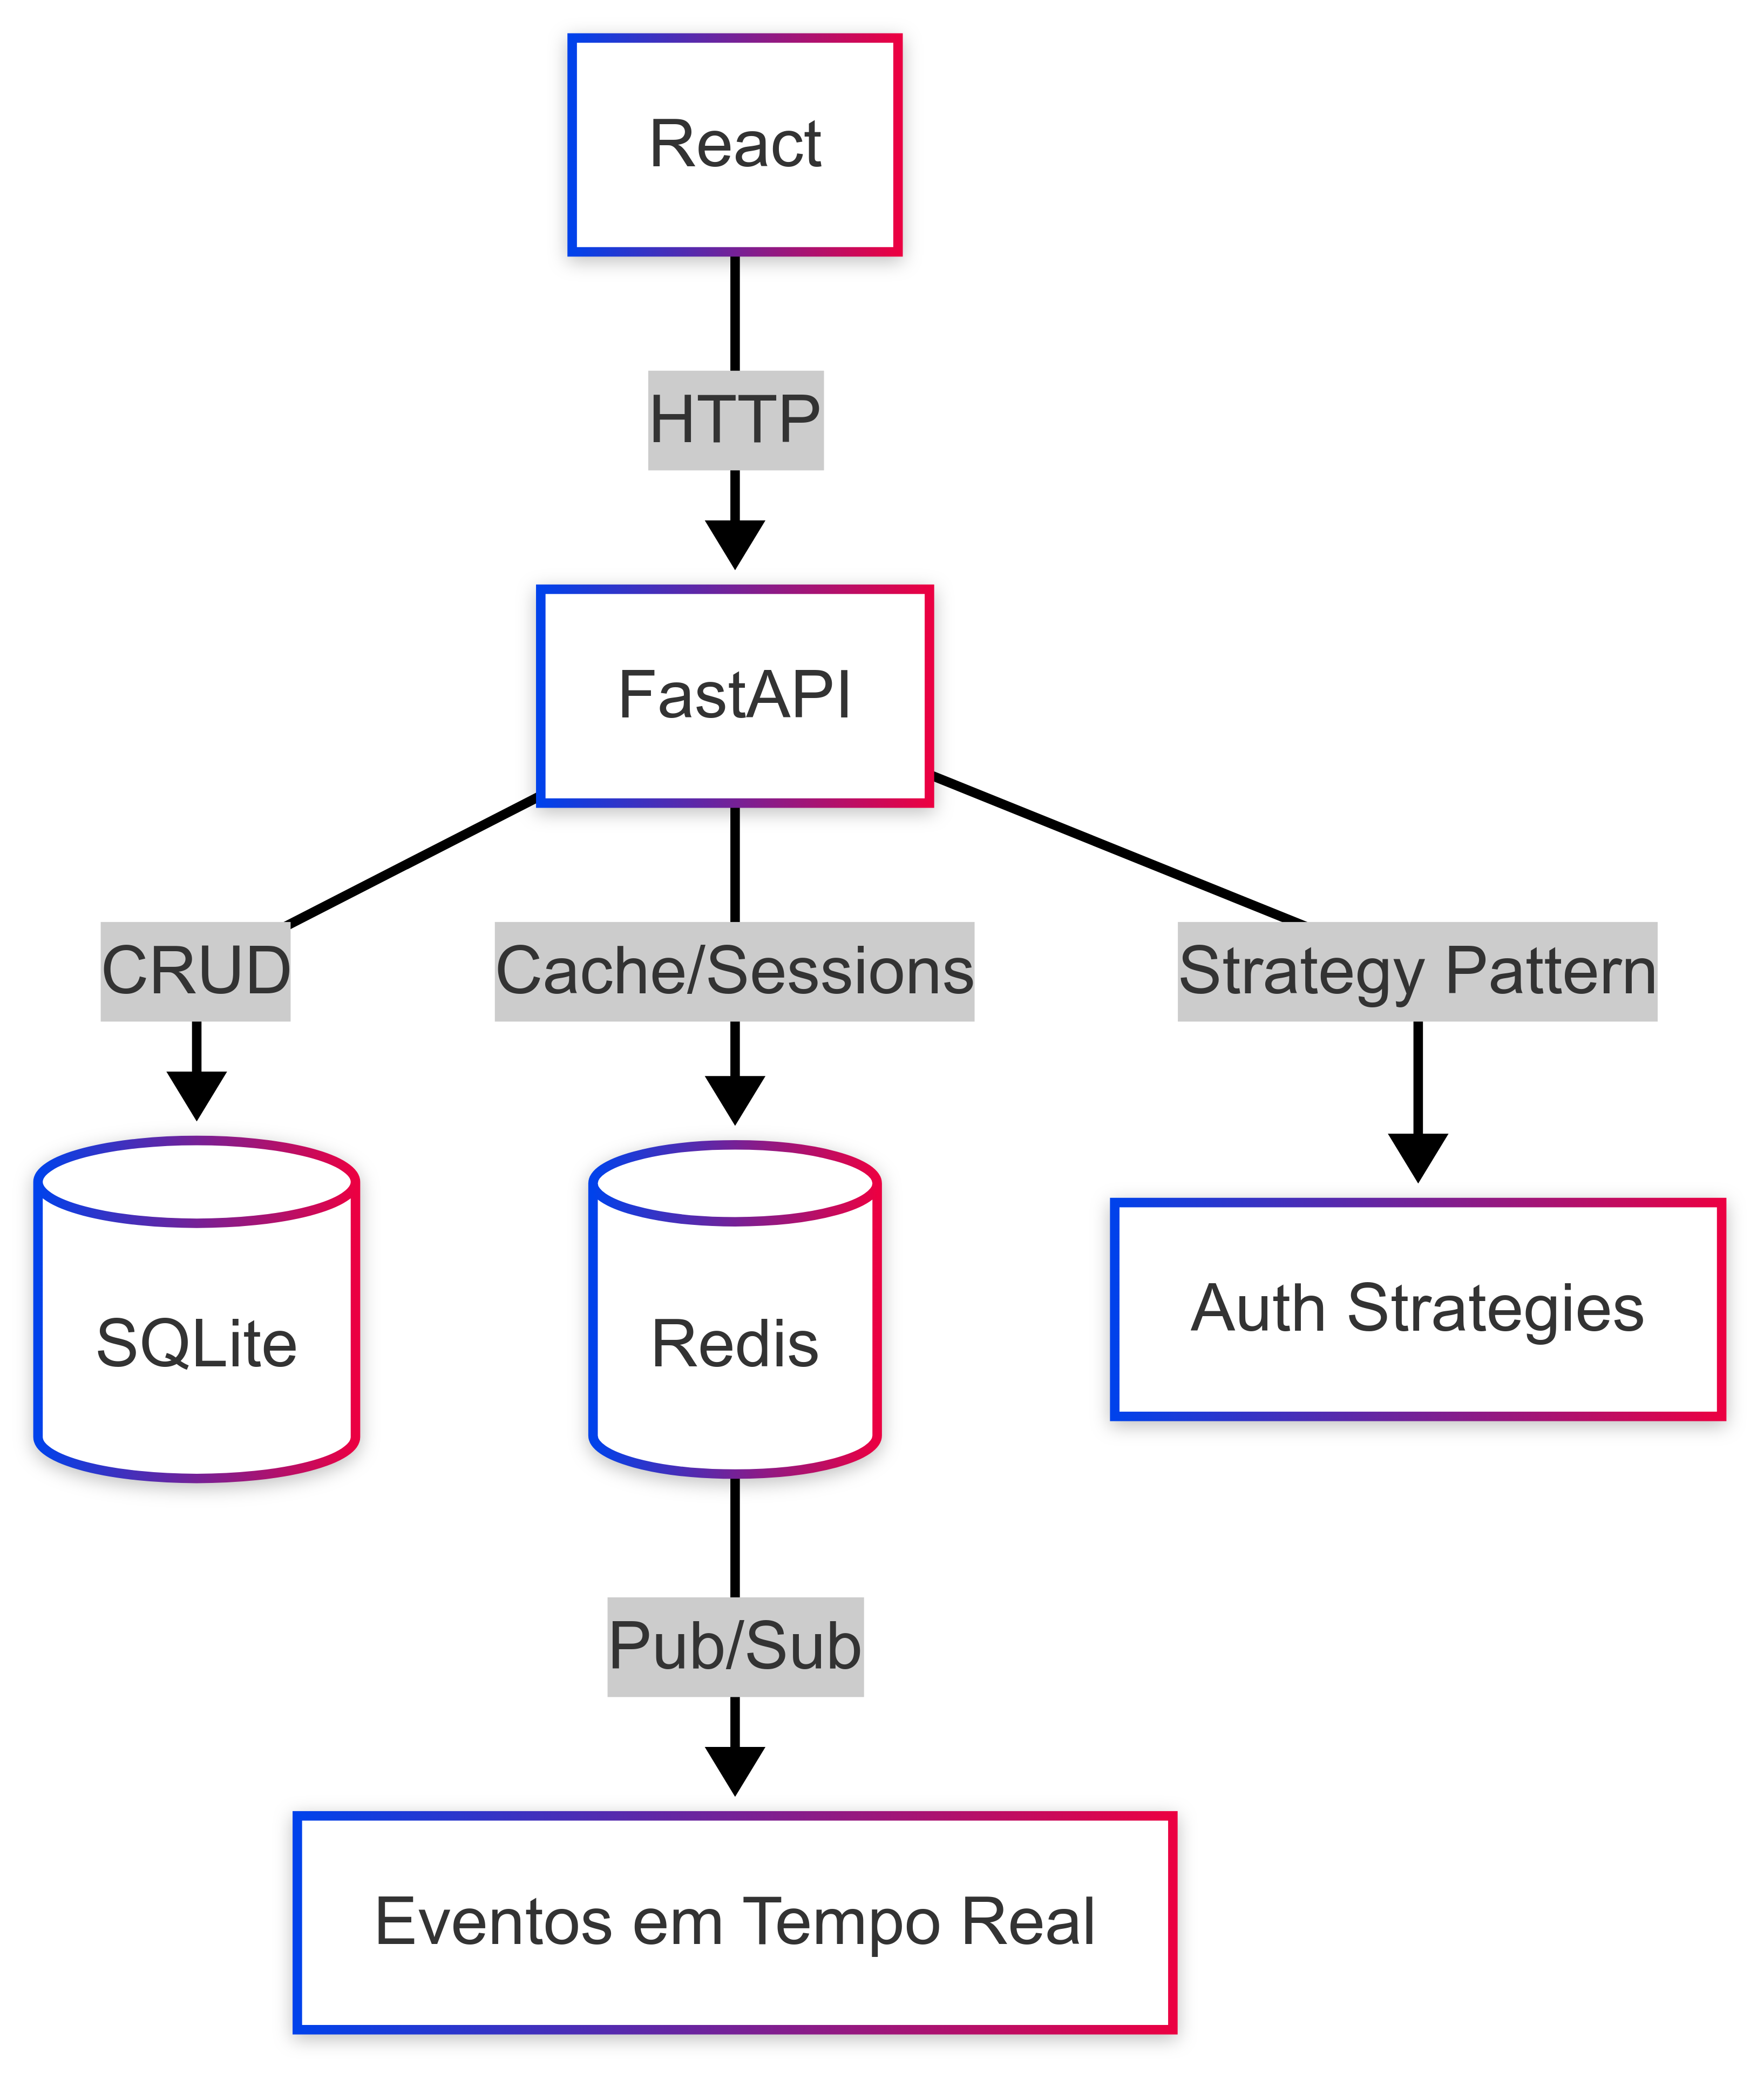 React
HTTP
FastAPI
CRUD
Cache/Sessions
Strategy Pattern
SQLite
Redis
Auth Strategies
Pub/Sub
Eventos em Tempo Real